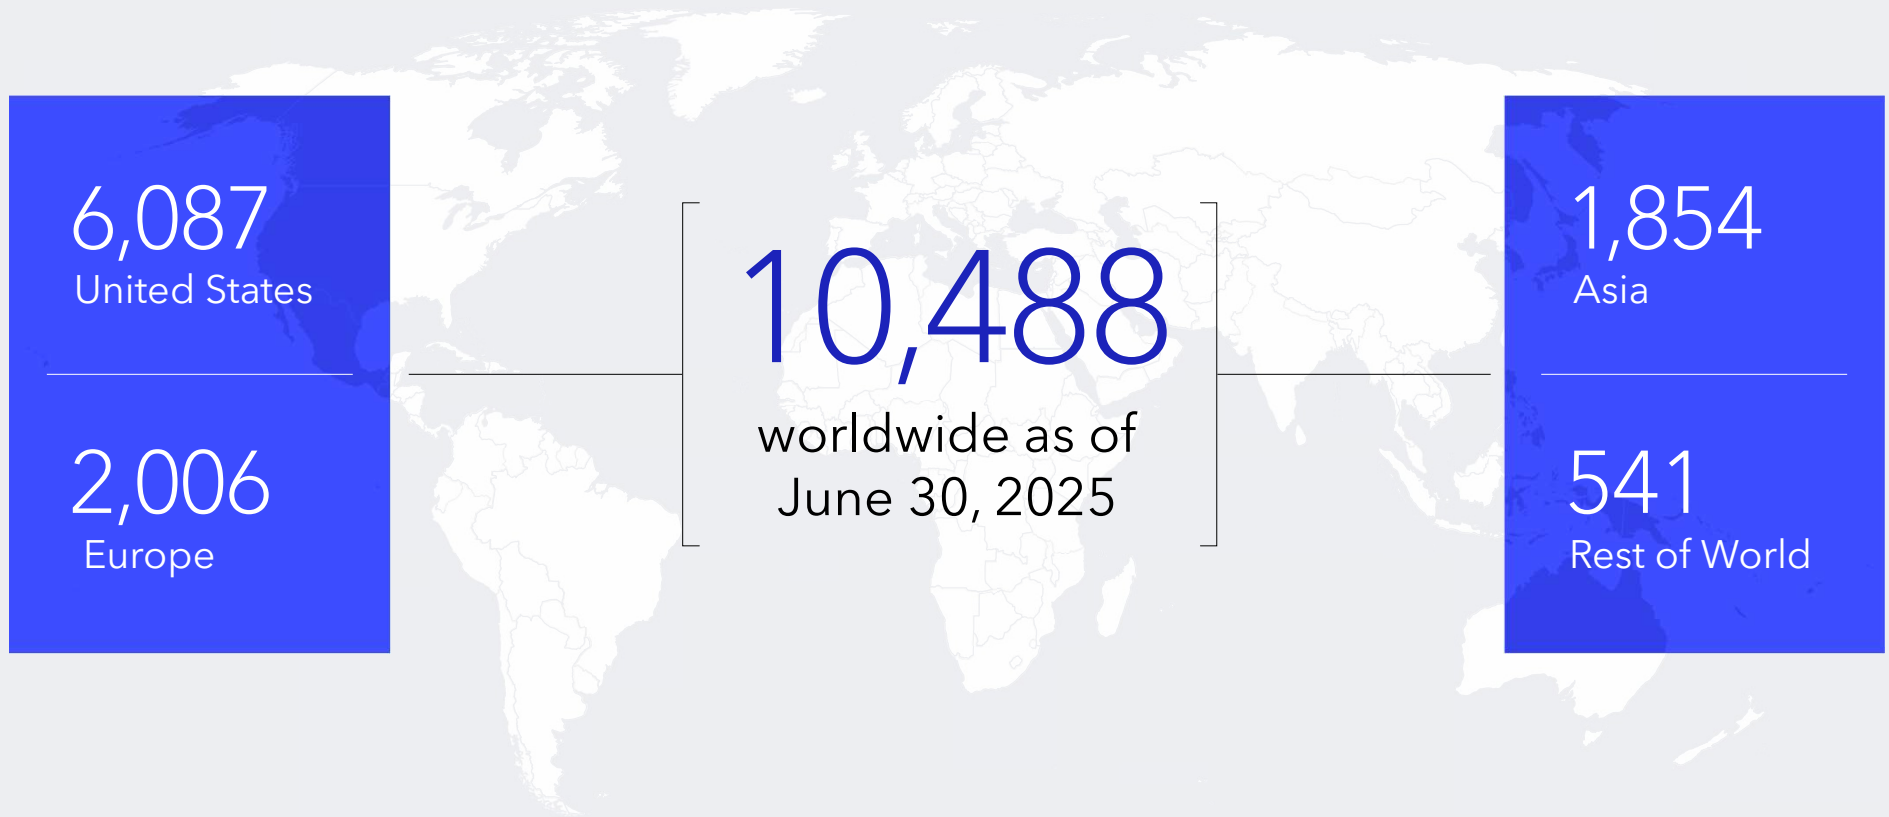 6,087
United States
2,006
Europe
10,488
worldwide as of
June 30, 2025
1,854
Asia
541
Rest of World